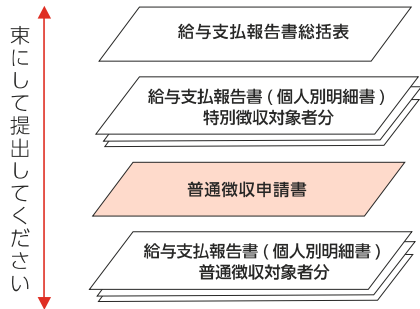 束にして提出してください
給与支払報告書総括表
給与支払報告書(個人別明細書)
特別徴収対象者分
普通徴収申請書
給与支払報告書(個人別明細書)
普通徴収対象者分